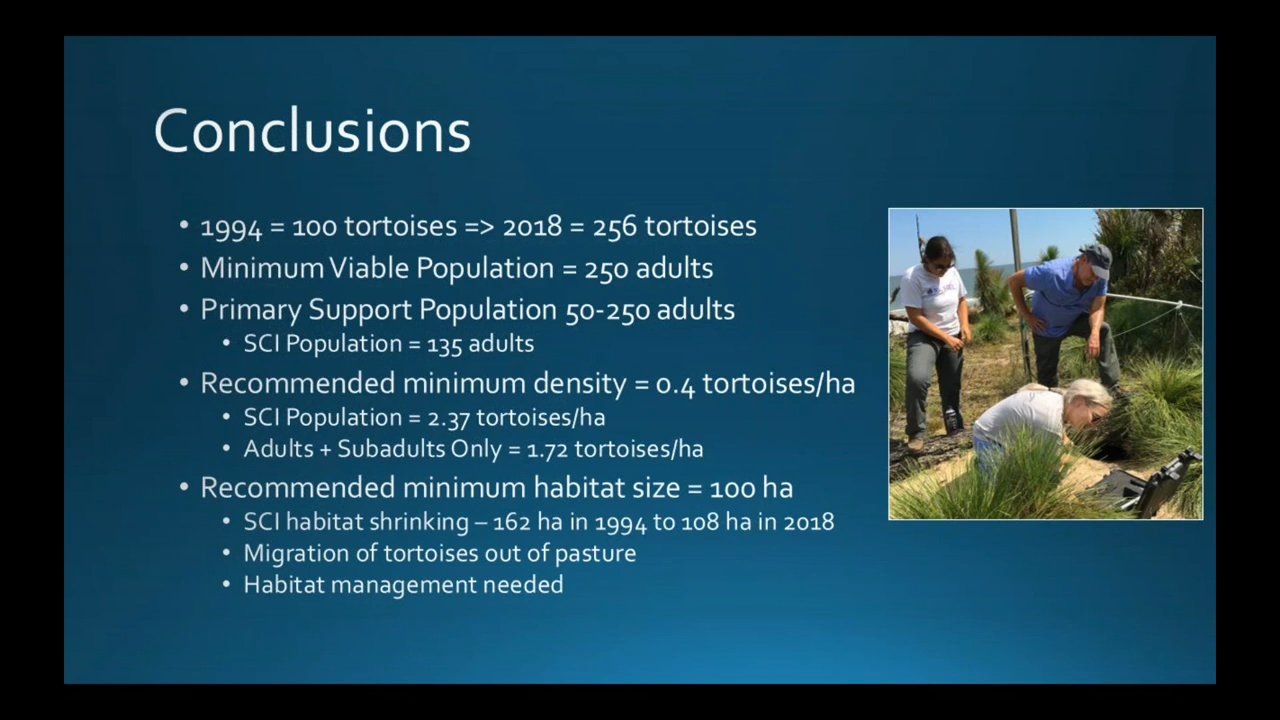 Conclusions
• 1994 = 100 tortoises => 2018 = 256 tortoises
• Minimum Viable Population = 250 adults
• Primary Support Population 50-250 adults
• SCI Population = 135 adults
• Recommended minimum density = 0.4 tortoises/ha
• SCI Population = 2.37 tortoises/ha
• Adults + Subadults Only = 1.72 tortoises/ha
• Recommended minimum habitat size = 100 ha
• SCI habitat shrinking – 162 ha in 1994 to 108 ha in 2018
• Migration of tortoises out of pasture
• Habitat management needed